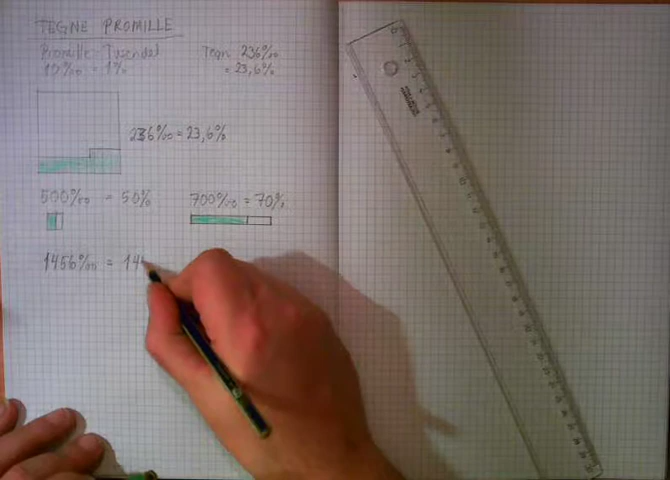 TEGNE PROMILLE
Promille - Tusendel
10‰ = 1%
Tegn 236‰
= 23,6%
236‰ = 23,6%
500‰ = 50%
700‰ = 70%
1456‰ = 14